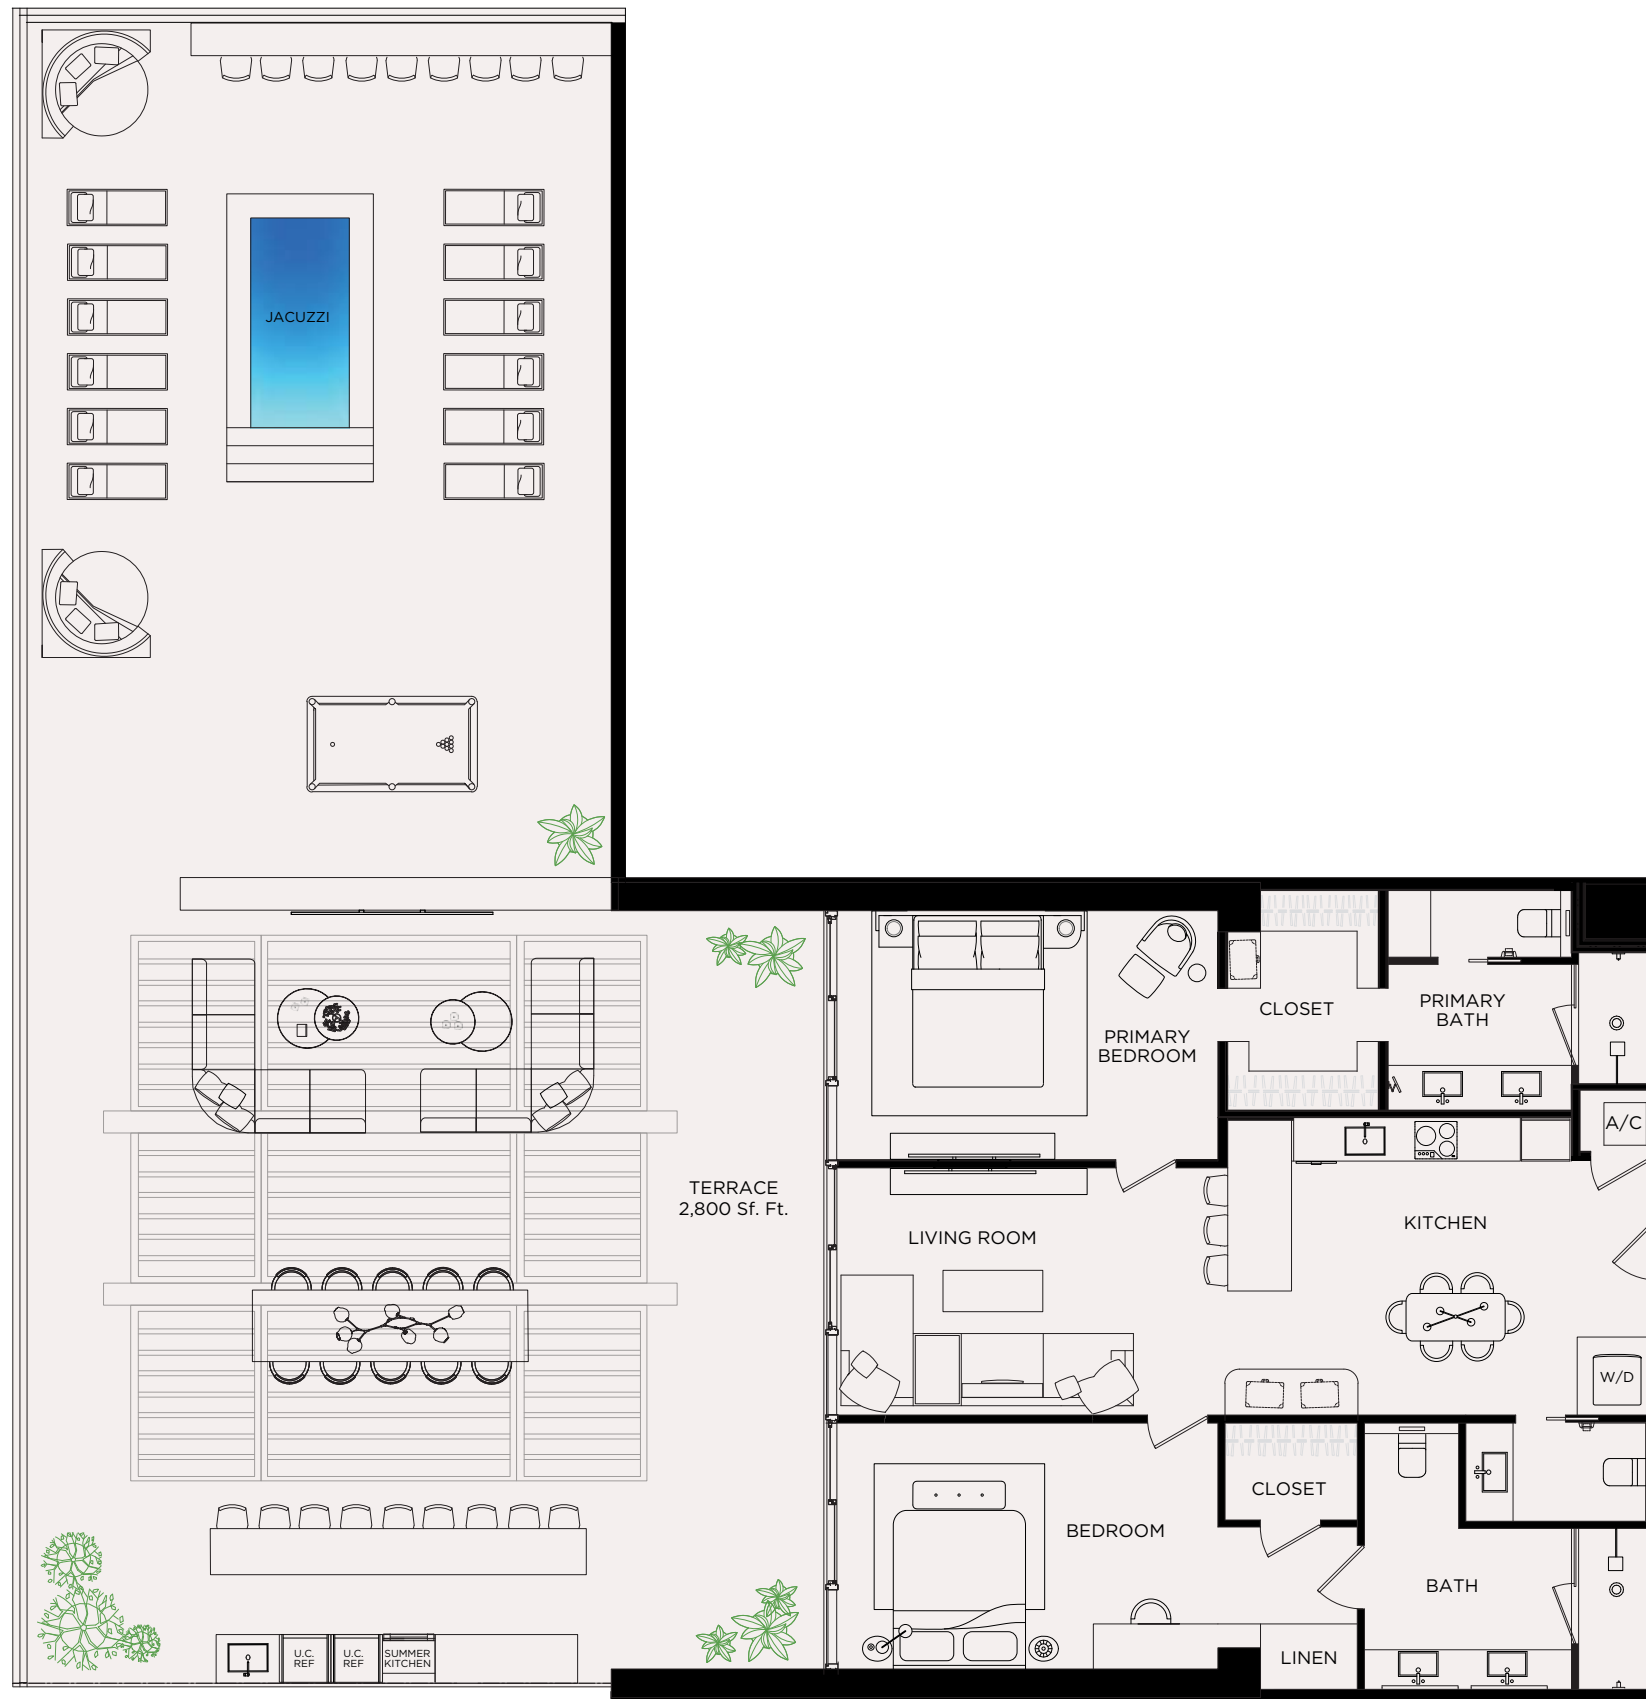 JACUZZI
CLOSET
PRIMARY
BATH
PRIMARY
BEDROOM
A/C
TERRACE
2,800 Sf. Ft.
LIVING ROOM
KITCHEN
W/D
CLOSET
BEDROOM
BATH
U.C.
REF
U.C.
REF
SUMMER
KITCHEN
LINEN